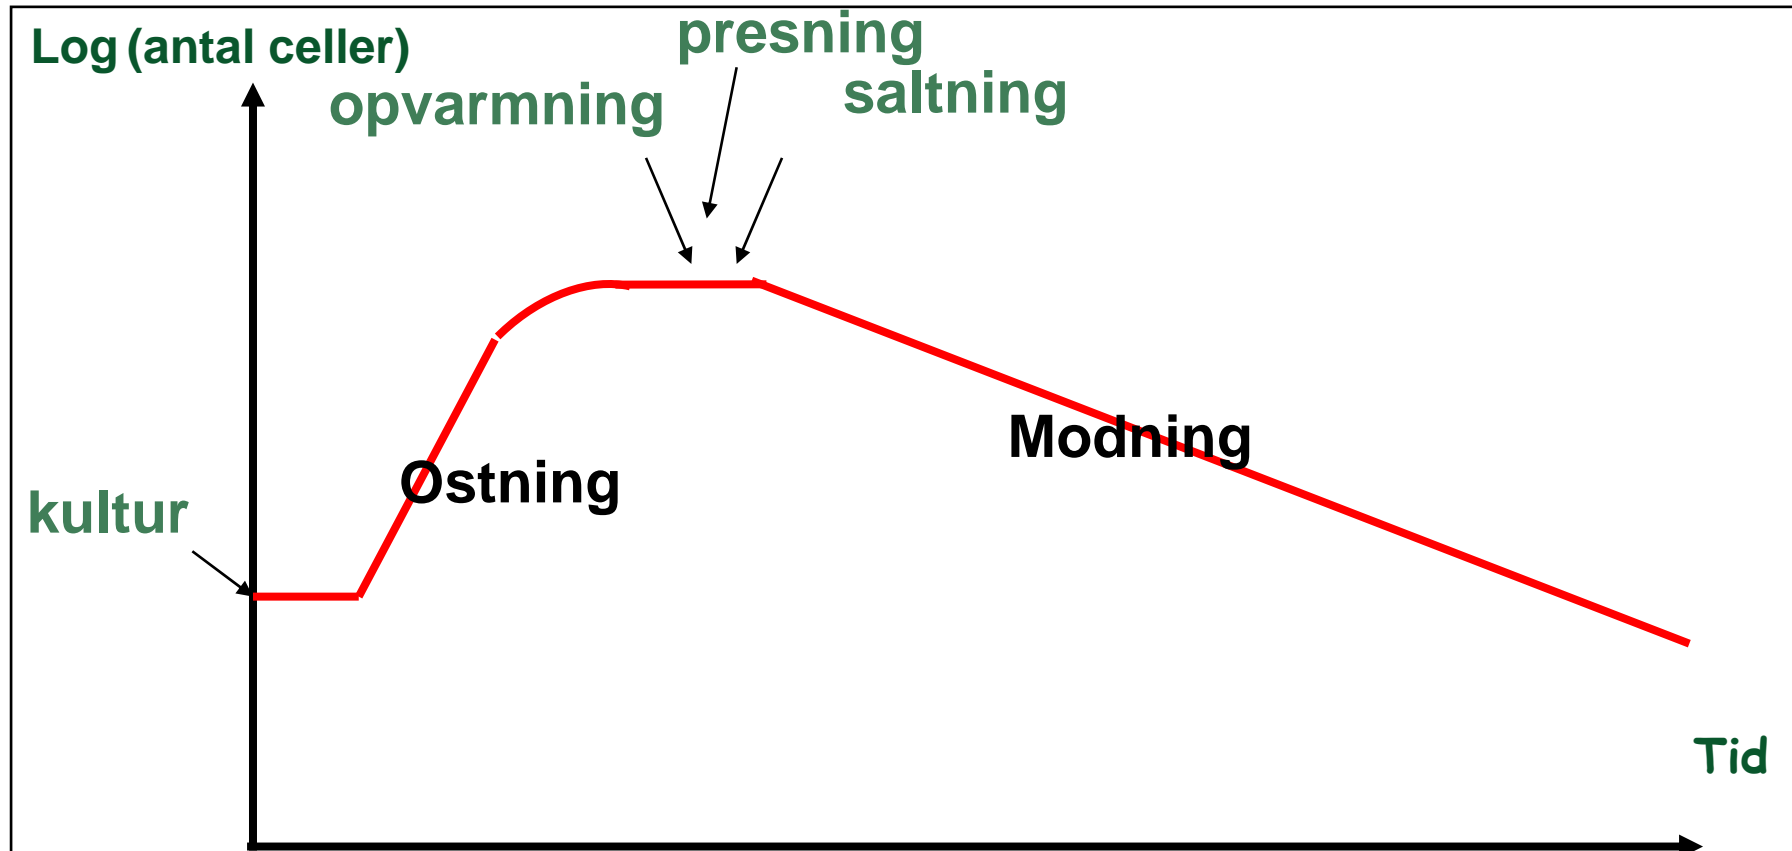 Log (antal celler)
presning
opvarmning
saltning
Ostning
Modning
kultur
Tid